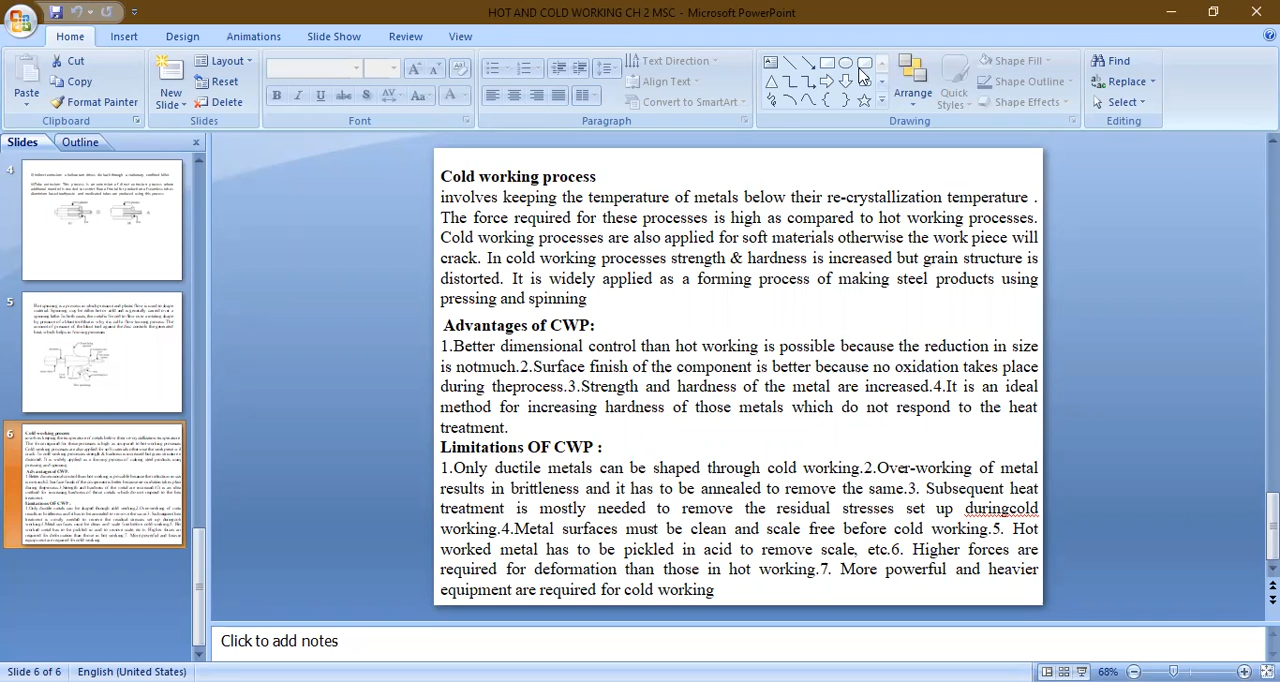 HOT AND COLD WORKING CH 2 MSC - Microsoft PowerPoint
Home Insert Design Animations Slide Show Review View
Paste
Cut
Copy
Format Painter
Clipboard
New
Slide
Layout
Reset
Delete
Slides
B I U abc S AV Aa A
Font
Text Direction
Align Text
Convert to SmartArt
Paragraph
Arrange
Quick
Styles
Shape Fill
Shape Outline
Shape Effects
Drawing
Find
Replace
Select
Editing
Slides Outline
4
5
6
Cold working process
involves keeping the temperature of metals below their re-crystallization temperature .
The force required for these processes is high as compared to hot working processes.
Cold working processes are also applied for soft materials otherwise the work piece will
crack. In cold working processes strength & hardness is increased but grain structure is
distorted. It is widely applied as a forming process of making steel products using
pressing and spinning
Advantages of CWP:
1.Better dimensional control than hot working is possible because the reduction in size
is notmuch.2.Surface finish of the component is better because no oxidation takes place
during theprocess.3.Strength and hardness of the metal are increased.4.It is an ideal
method for increasing hardness of those metals which do not respond to the heat
treatment.
Limitations OF CWP :
1.Only ductile metals can be shaped through cold working.2.Over-working of metal
results in brittleness and it has to be annealed to remove the same.3. Subsequent heat
treatment is mostly needed to remove the residual stresses set up duringcold
working.4.Metal surfaces must be clean and scale free before cold working.5. Hot
worked metal has to be pickled in acid to remove scale, etc.6. Higher forces are
required for deformation than those in hot working.7. More powerful and heavier
equipment are required for cold working
Click to add notes
Slide 6 of 6 English (United States) 68%